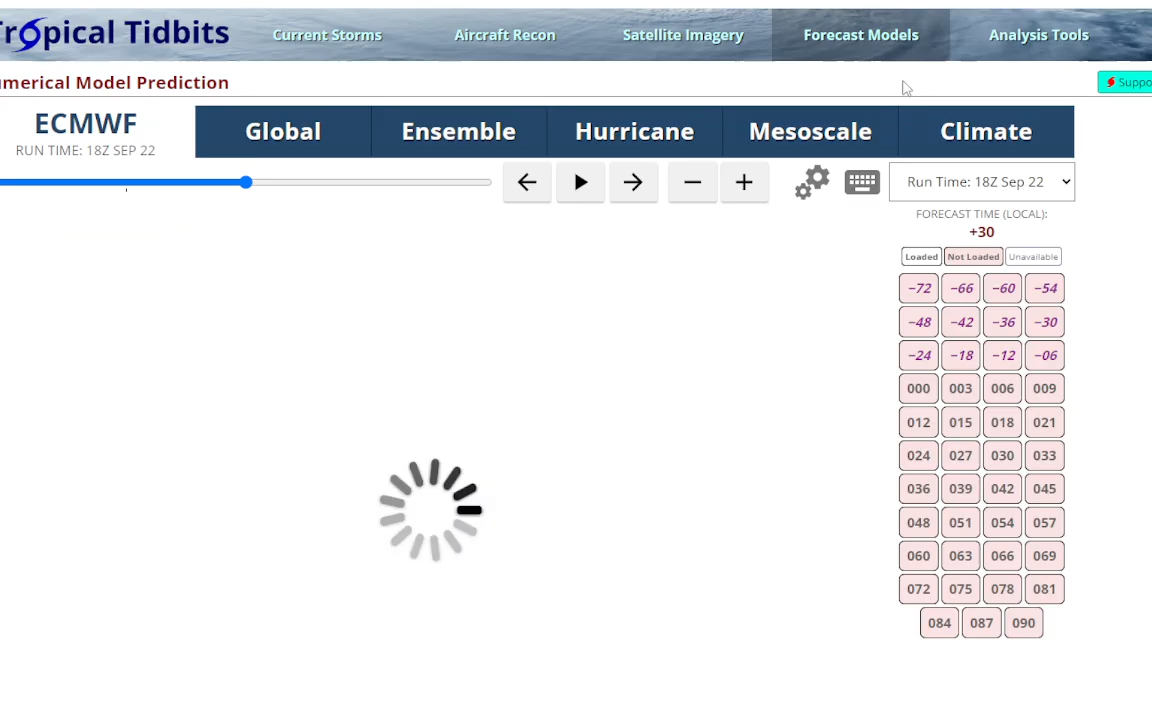 Tropical Tidbits
Current Storms Aircraft Recon Satellite Imagery Forecast Models Analysis Tools
umerical Model Prediction
Suppo
ECMWF
RUN TIME: 18Z SEP 22
Global Ensemble Hurricane Mesoscale Climate
Run Time: 18Z Sep 22
FORECAST TIME (LOCAL):
+30
Loaded Not Loaded Unavailable
−72 −66 −60 −54
−48 −42 −36 −30
−24 −18 −12 −06
000 003 006 009
012 015 018 021
024 027 030 033
036 039 042 045
048 051 054 057
060 063 066 069
072 075 078 081
084 087 090